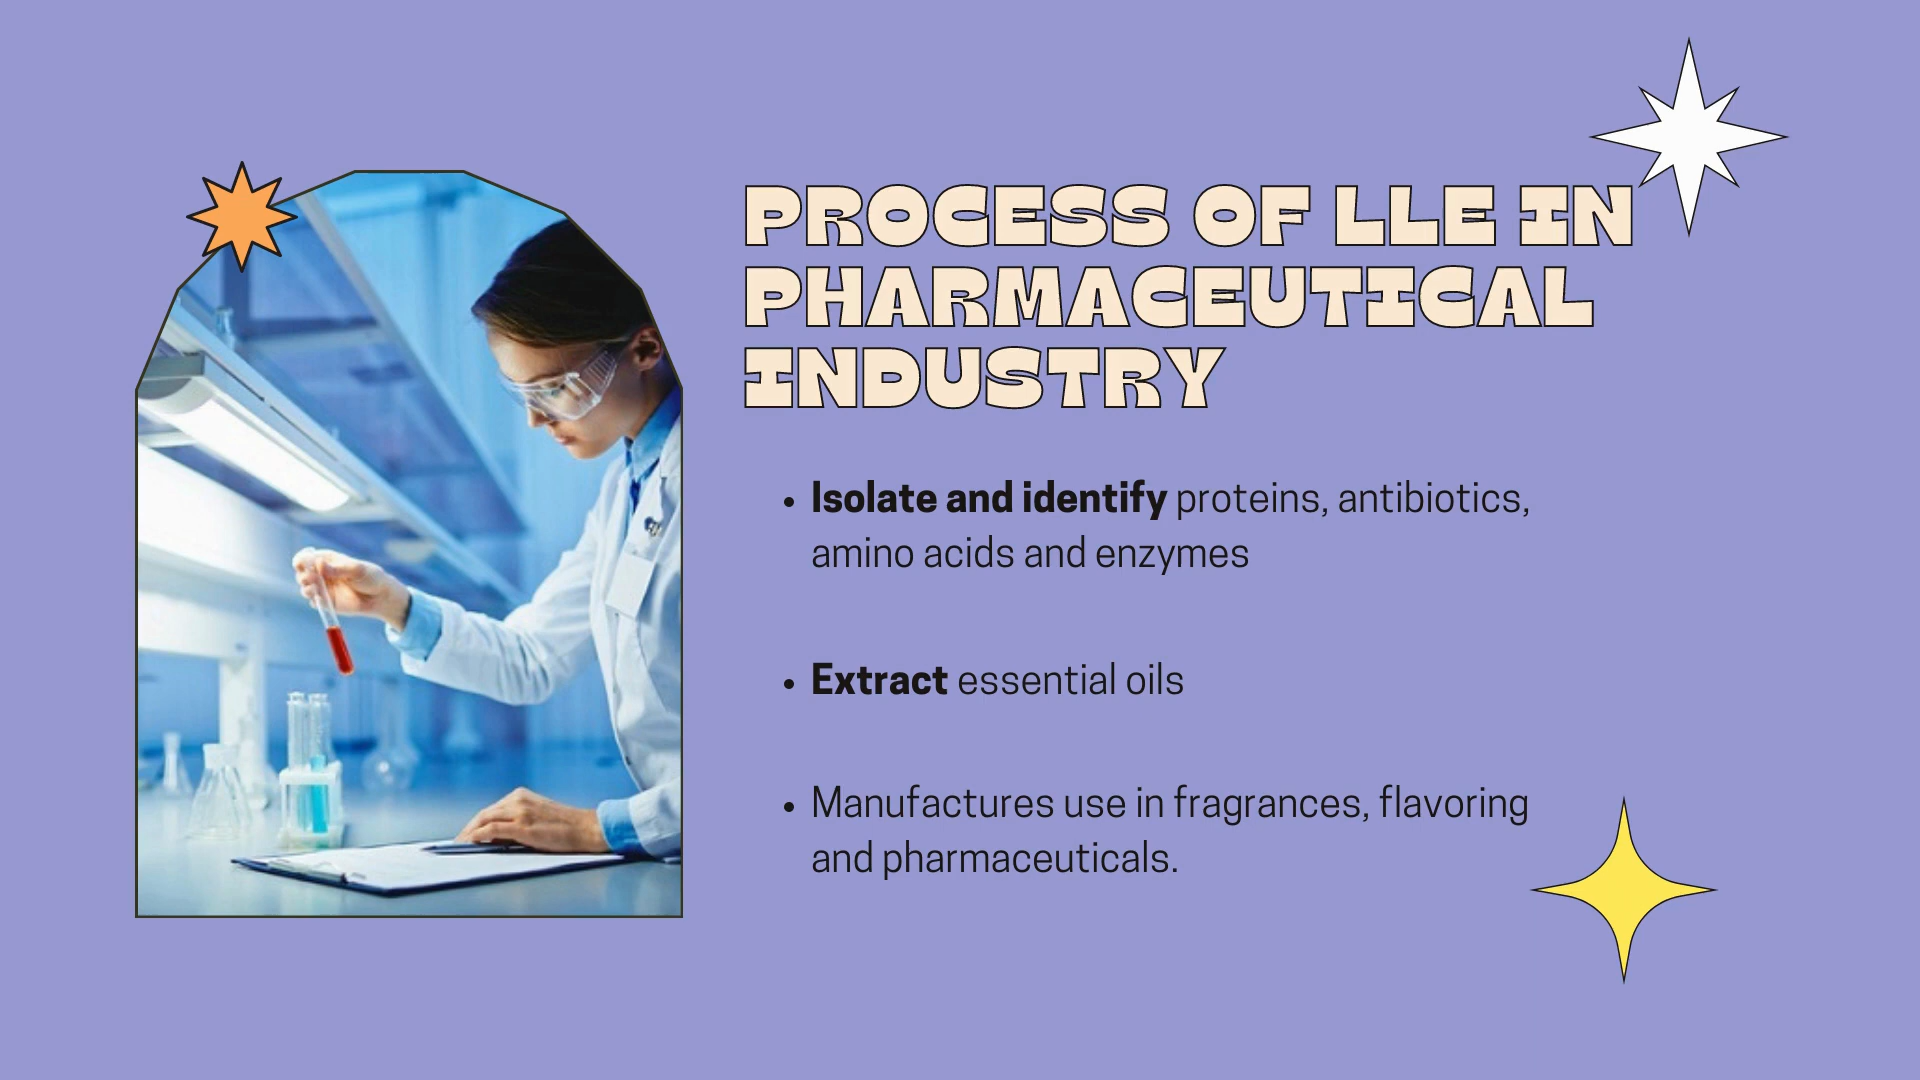 PROCESS OF LLE IN
PHARMACEUTICAL
INDUSTRY
• Isolate and identify proteins, antibiotics,
amino acids and enzymes
• Extract essential oils
• Manufactures use in fragrances, flavoring
and pharmaceuticals.